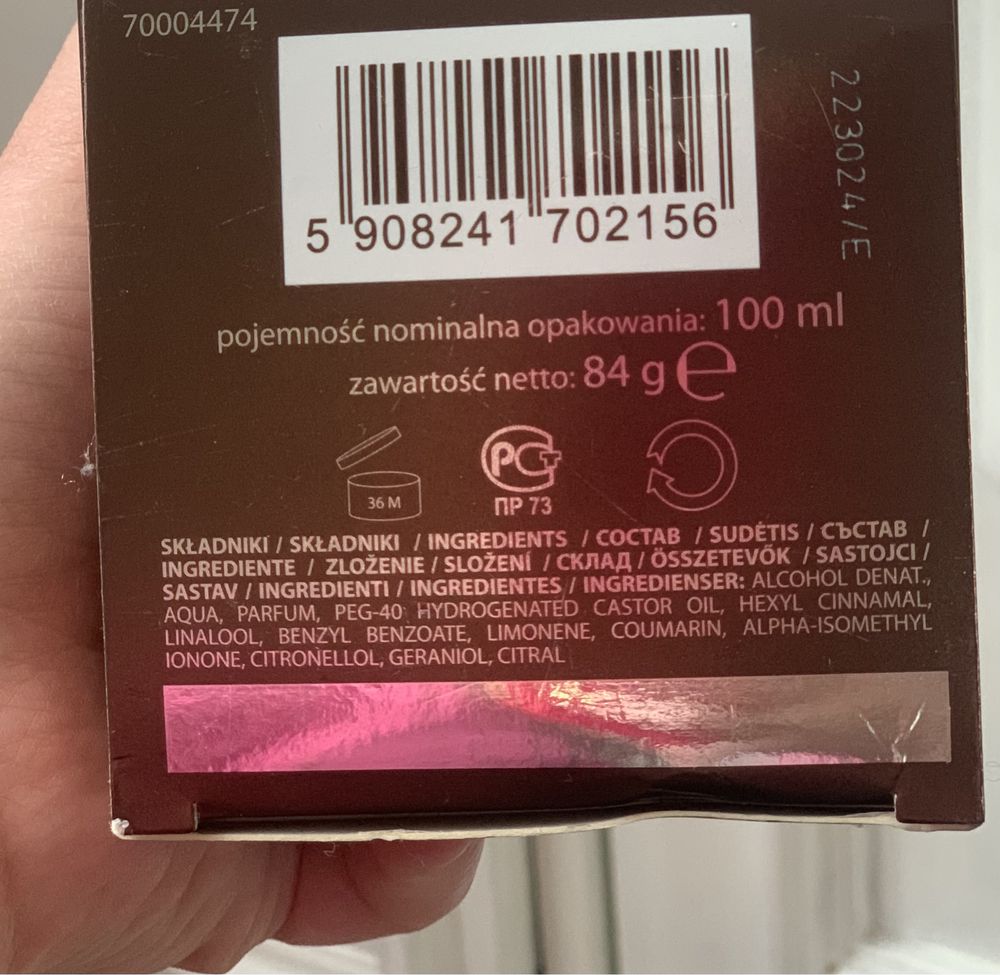 70004474
5 908241 702156
223024/E
pojemność nominalna opakowania: 100 ml
zawartość netto: 84 g ℮
36 M
РСТ
ПР 73
SKŁADNIKI / SKŁADNIKI / INGREDIENTS / СОСТАВ / SUDĖTIS / СЪСТАВ /
INGREDIENTE / ZLOŽENIE / SLOŽENÍ / СКЛАД / ÖSSZETEVŐK / SASTOJCI /
SASTAV / INGREDIENTI / INGREDIENTES / INGREDIENSER: ALCOHOL DENAT.,
AQUA, PARFUM, PEG-40 HYDROGENATED CASTOR OIL, HEXYL CINNAMAL,
LINALOOL, BENZYL BENZOATE, LIMONENE, COUMARIN, ALPHA-ISOMETHYL
IONONE, CITRONELLOL, GERANIOL, CITRAL